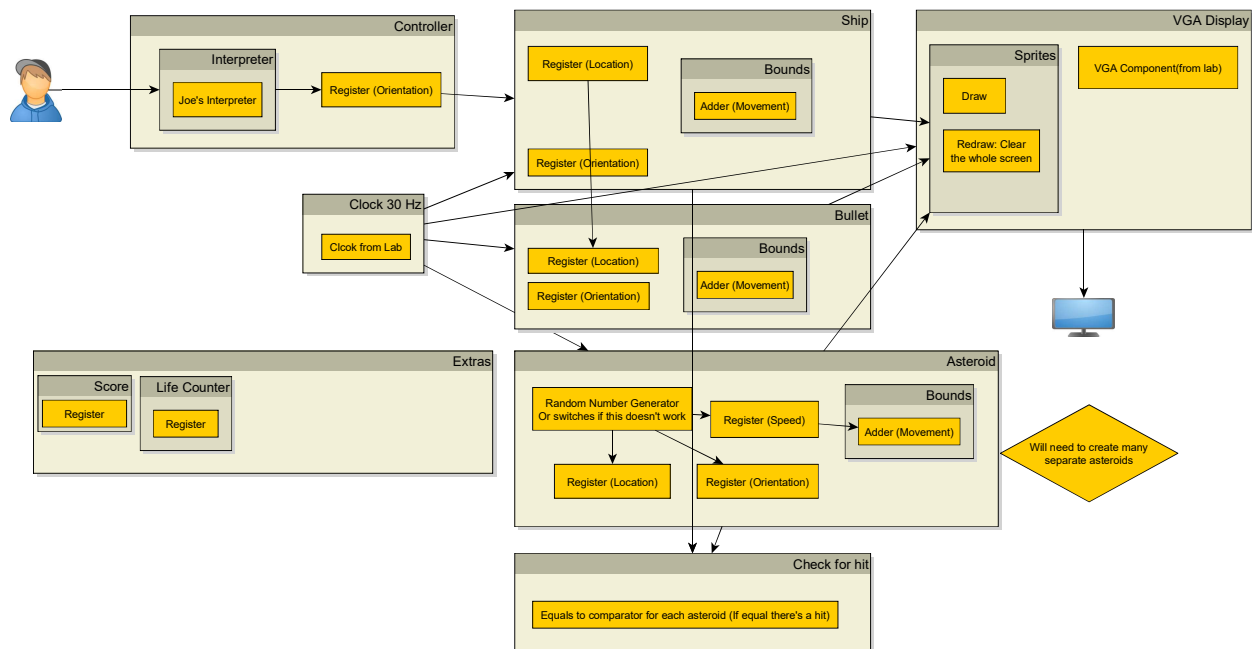 Controller
Interpreter
Joe's Interpreter
Register (Orientation)
Ship
Register (Location)
Bounds
Adder (Movement)
Register (Orientation)
VGA Display
Sprites
Draw
Redraw: Clear
the whole screen
VGA Component(from lab)
Clock 30 Hz
Clcok from Lab
Bullet
Register (Location)
Register (Orientation)
Bounds
Adder (Movement)
Extras
Score
Register
Life Counter
Register
Asteroid
Random Number Generator
Or switches if this doesn't work
Register (Speed)
Bounds
Adder (Movement)
Register (Location)
Register (Orientation)
Will need to create many
separate asteroids
Check for hit
Equals to comparator for each asteroid (If equal there's a hit)